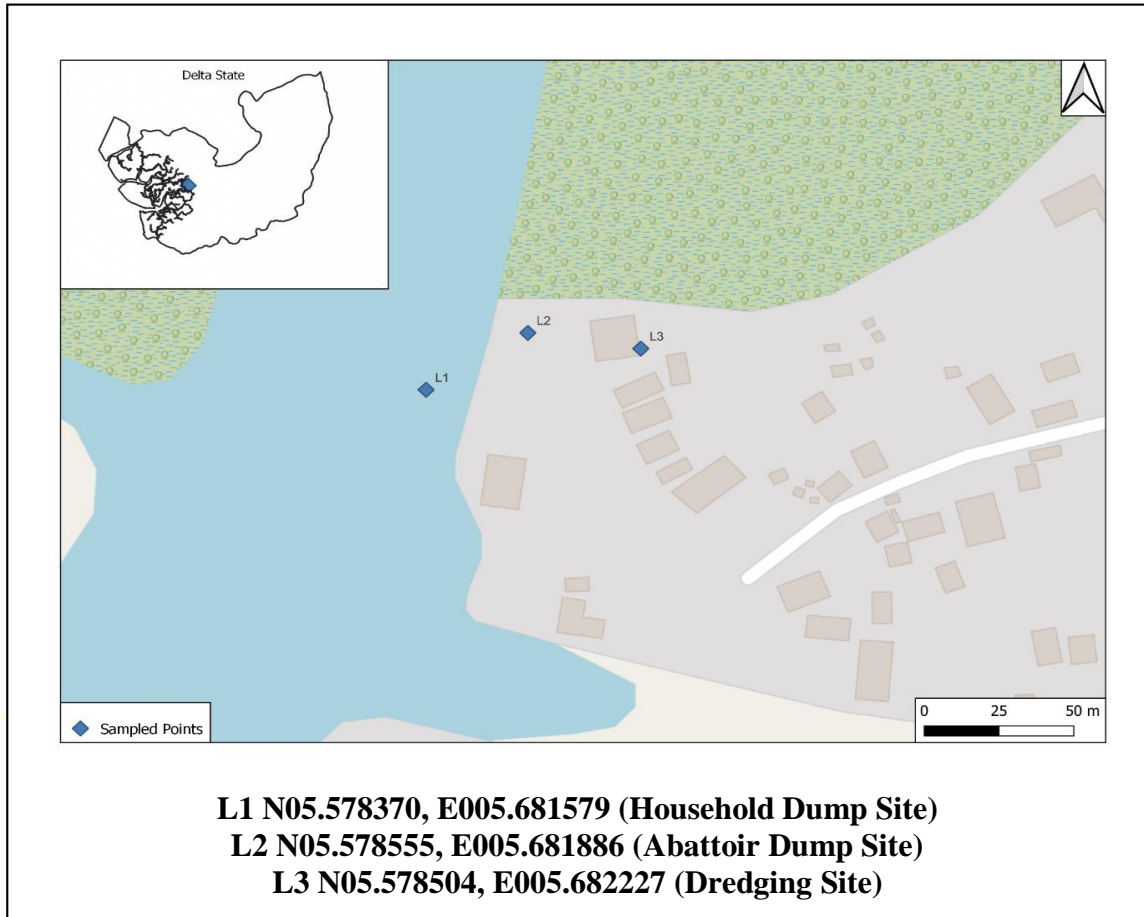 Delta State
L2
L3
L1
Sampled Points
0 25 50 m
L1 N05.578370, E005.681579 (Household Dump Site)
L2 N05.578555, E005.681886 (Abattoir Dump Site)
L3 N05.578504, E005.682227 (Dredging Site)